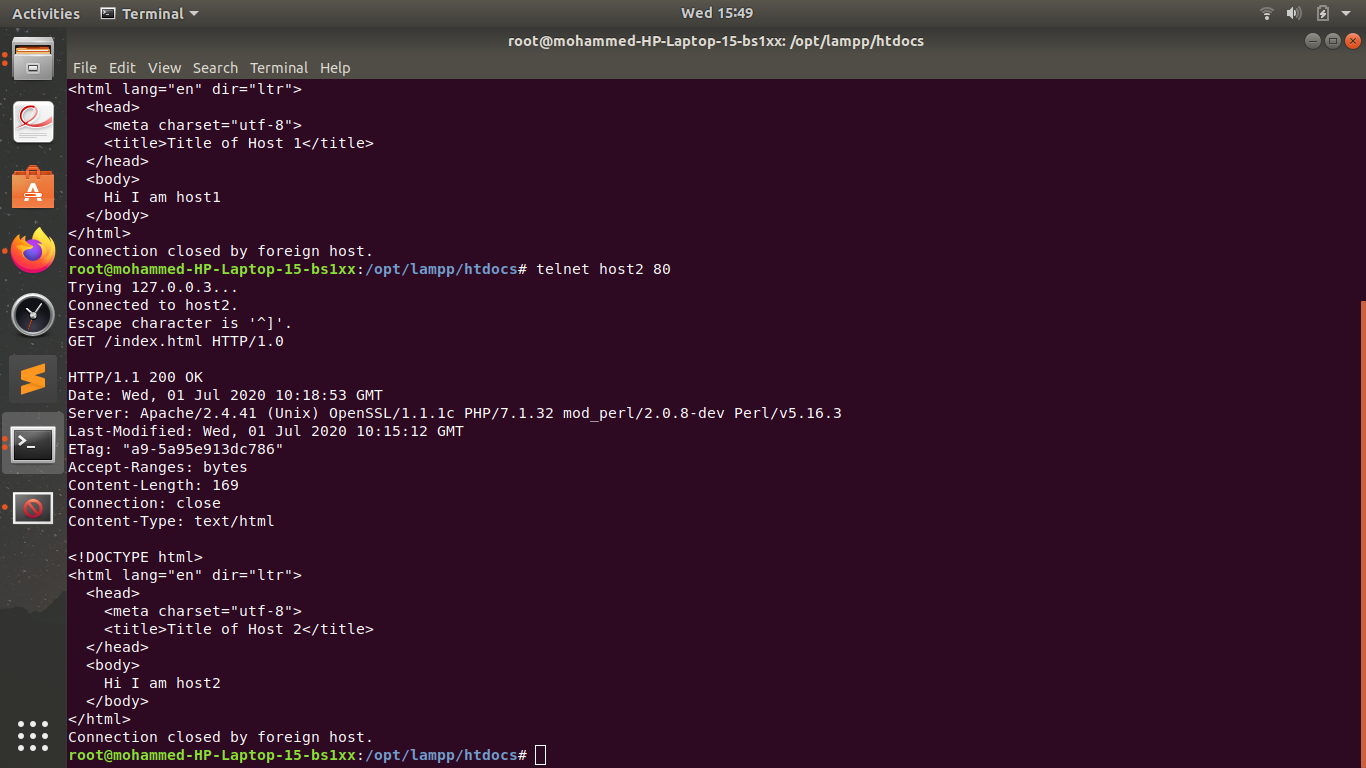 Activities Terminal Wed 15:49
root@mohammed-HP-Laptop-15-bs1xx: /opt/lampp/htdocs
File Edit View Search Terminal Help
<html lang="en" dir="ltr">
  <head>
    <meta charset="utf-8">
    <title>Title of Host 1</title>
  </head>
  <body>
    Hi I am host1
  </body>
</html>
Connection closed by foreign host.
root@mohammed-HP-Laptop-15-bs1xx:/opt/lampp/htdocs# telnet host2 80
Trying 127.0.0.3...
Connected to host2.
Escape character is '^]'.
GET /index.html HTTP/1.0

HTTP/1.1 200 OK
Date: Wed, 01 Jul 2020 10:18:53 GMT
Server: Apache/2.4.41 (Unix) OpenSSL/1.1.1c PHP/7.1.32 mod_perl/2.0.8-dev Perl/v5.16.3
Last-Modified: Wed, 01 Jul 2020 10:15:12 GMT
ETag: "a9-5a95e913dc786"
Accept-Ranges: bytes
Content-Length: 169
Connection: close
Content-Type: text/html

<!DOCTYPE html>
<html lang="en" dir="ltr">
  <head>
    <meta charset="utf-8">
    <title>Title of Host 2</title>
  </head>
  <body>
    Hi I am host2
  </body>
</html>
Connection closed by foreign host.
root@mohammed-HP-Laptop-15-bs1xx:/opt/lampp/htdocs#